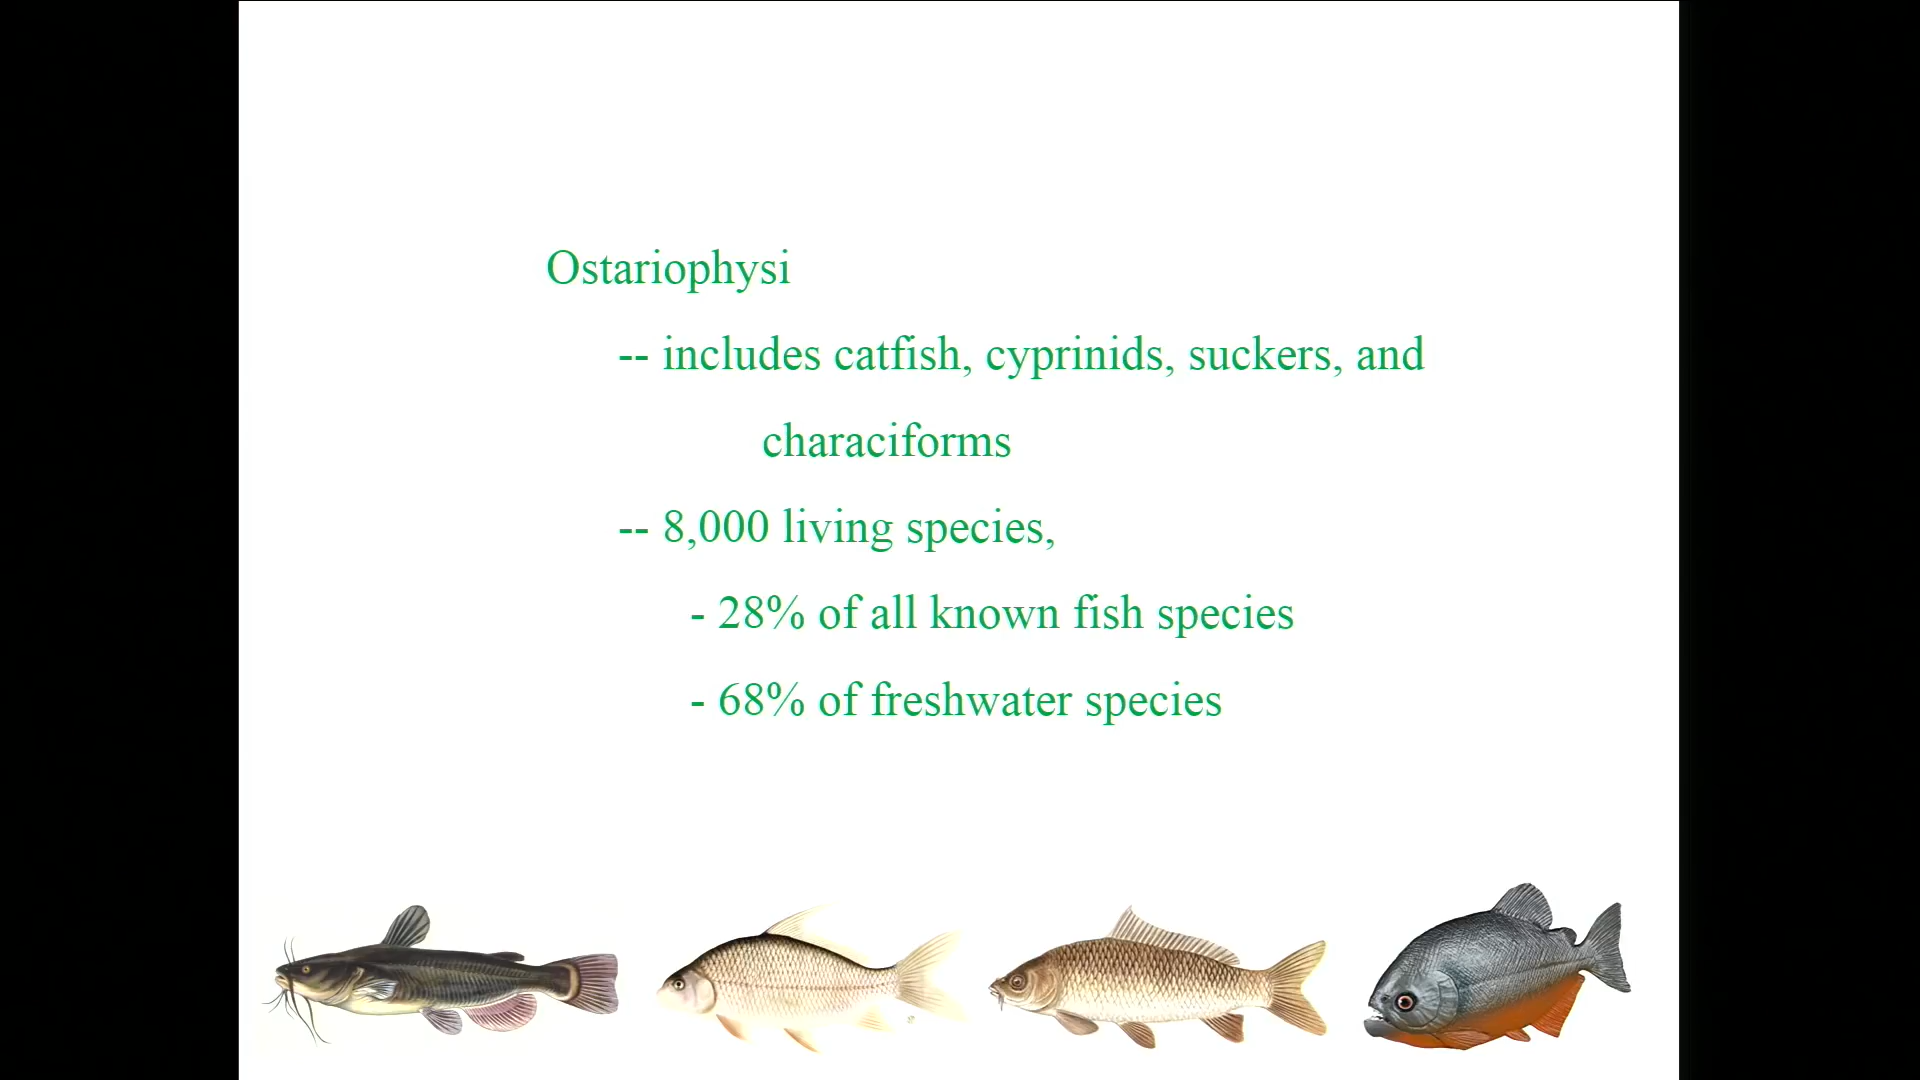 Ostariophysi
-- includes catfish, cyprinids, suckers, and
characiforms
-- 8,000 living species,
- 28% of all known fish species
- 68% of freshwater species